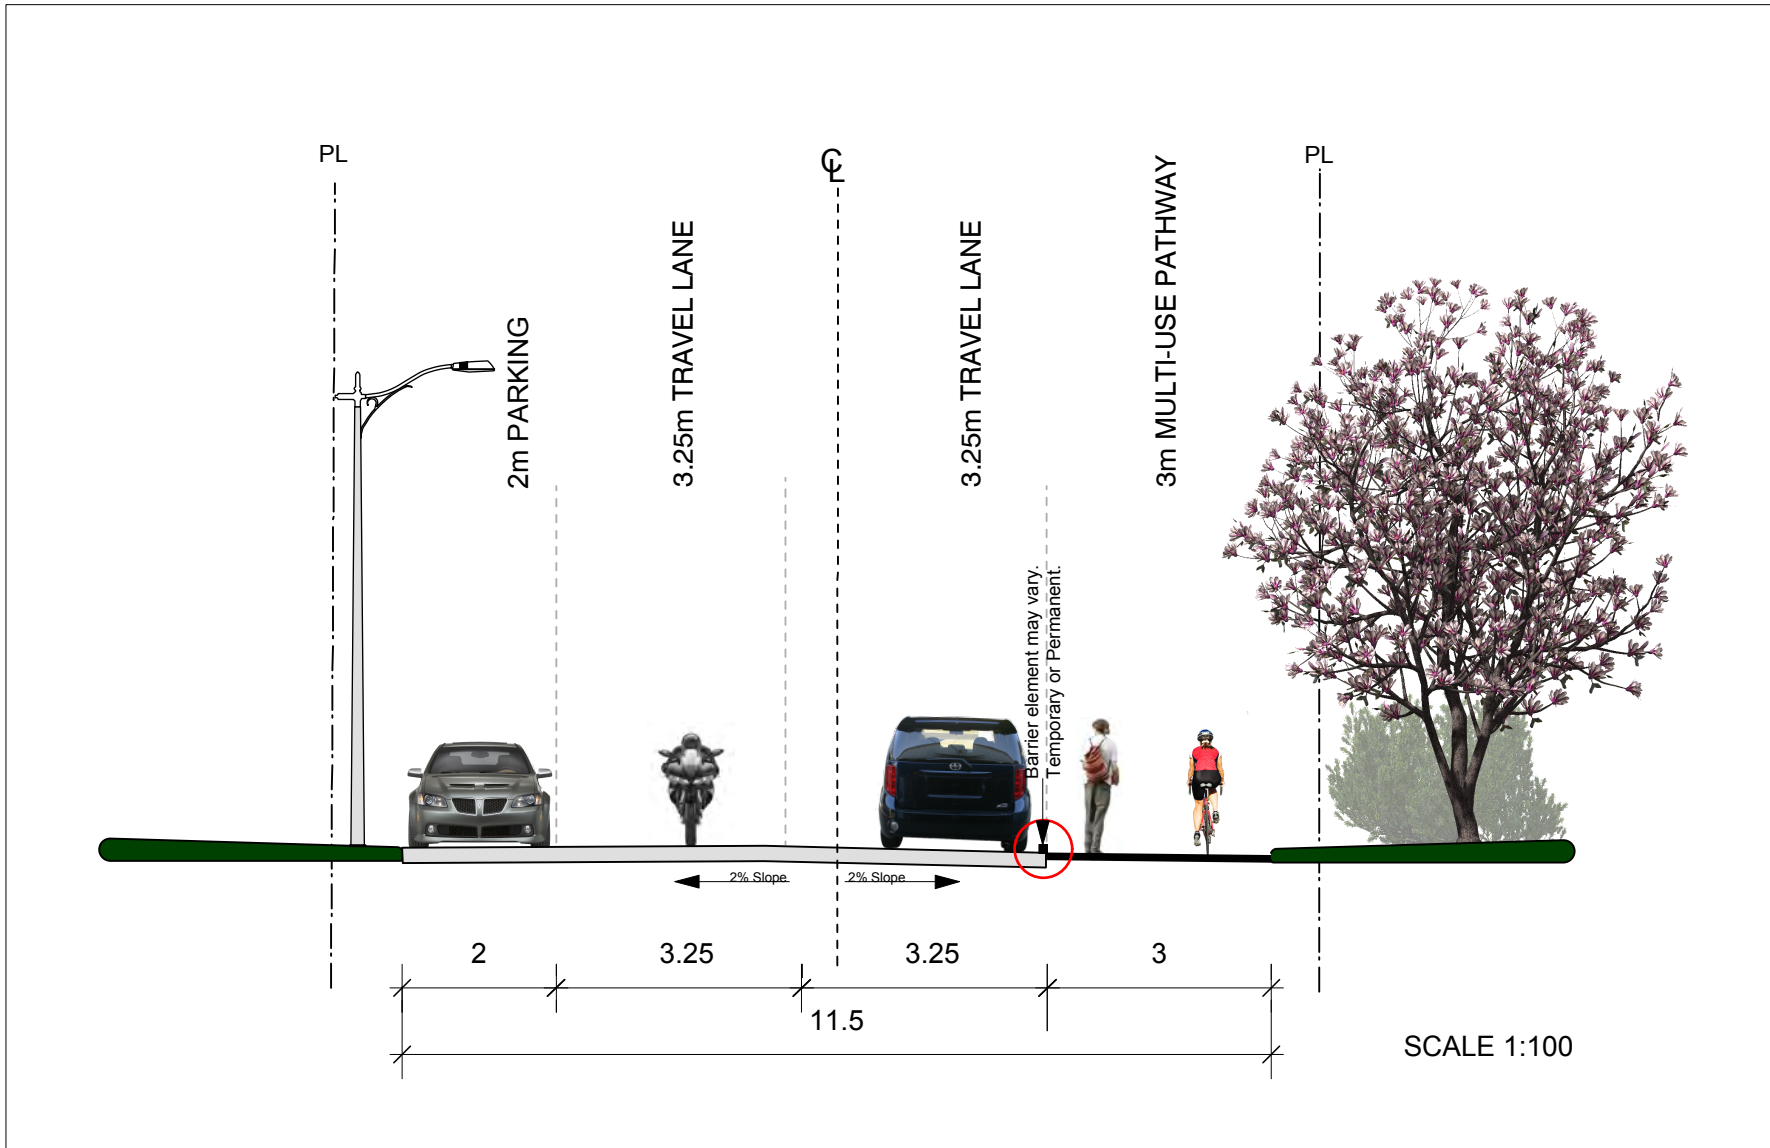 PL
℄
PL
2m PARKING
3.25m TRAVEL LANE
3.25m TRAVEL LANE
3m MULTI-USE PATHWAY
Barrier element may vary.
Temporary or Permanent.
2% Slope
2% Slope
2
3.25
3.25
3
11.5
SCALE 1:100